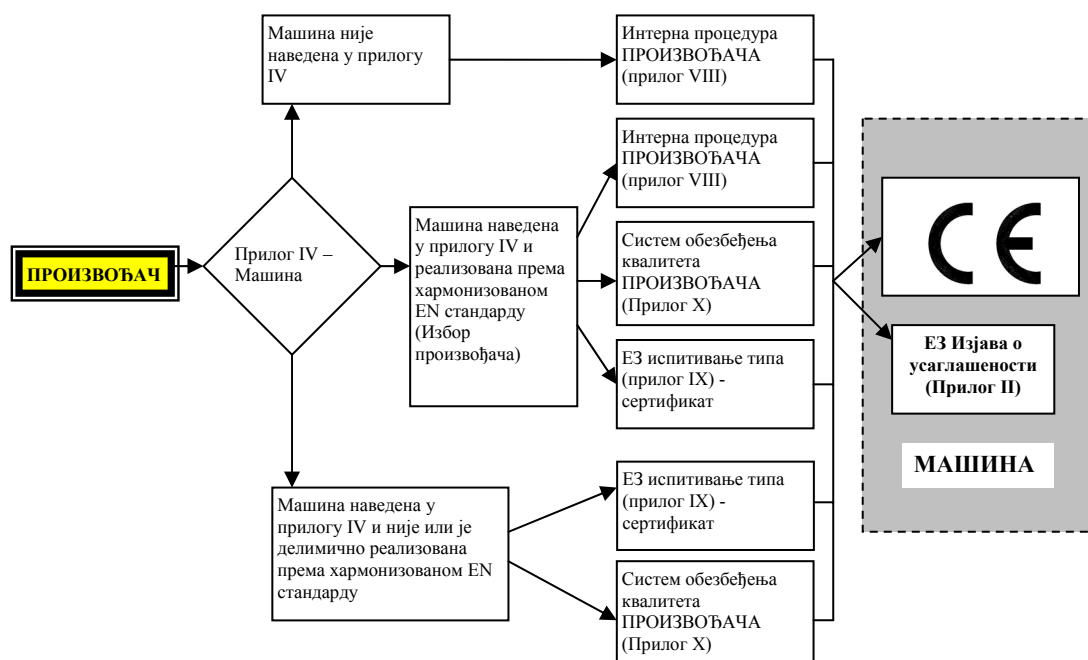 Машина није
наведена у прилогу
IV
Интерна процедура
ПРОИЗВОЂАЧА
(прилог VIII)
Интерна процедура
ПРОИЗВОЂАЧА
(прилог VIII)
ПРОИЗВОЂАЧ
Прилог IV –
Машина
Машина наведена
у прилогу IV и
реализована према
хармонизованом
EN стандарду
(Избор
произвођача)
Систем обезбеђења
квалитета
ПРОИЗВОЂАЧА
(Прилог X)
ЕЗ испитивање типа
(прилог IX) -
сертификат
CE
ЕЗ Изјава о
усаглашености
(Прилог II)
МАШИНА
Машина наведена у
прилогу IV и није или је
делимично реализована
према хармонизованом EN
стандарду
ЕЗ испитивање типа
(прилог IX) -
сертификат
Систем обезбеђења
квалитета
ПРОИЗВОЂАЧА
(Прилог X)